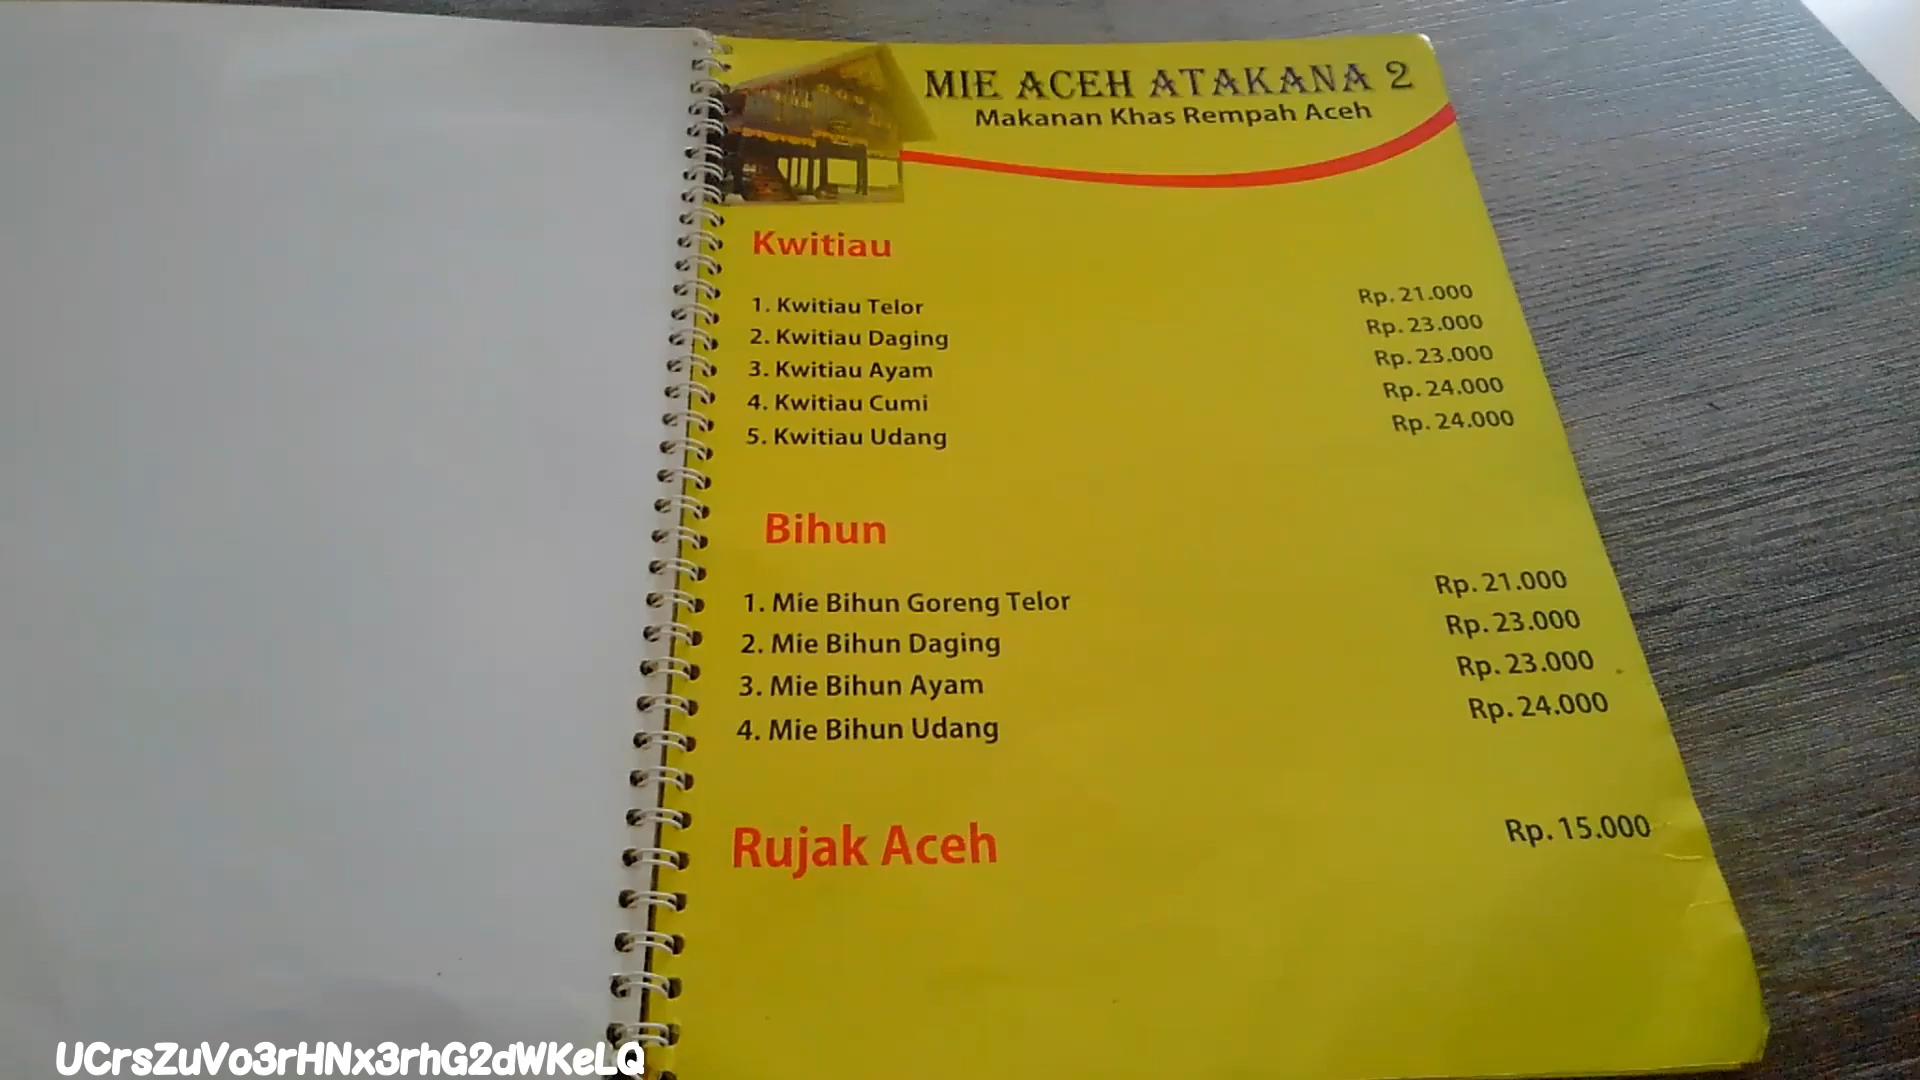 MIE ACEH ATAKANA 2
Makanan Khas Rempah Aceh
Kwitiau
1. Kwitiau Telor Rp. 21.000
2. Kwitiau Daging Rp. 23.000
3. Kwitiau Ayam Rp. 23.000
4. Kwitiau Cumi Rp. 24.000
5. Kwitiau Udang Rp. 24.000
Bihun
1. Mie Bihun Goreng Telor Rp. 21.000
2. Mie Bihun Daging Rp. 23.000
3. Mie Bihun Ayam Rp. 23.000
4. Mie Bihun Udang Rp. 24.000
Rujak Aceh Rp. 15.000
UCrsZuVo3rHNx3rhG2dWKeLQ